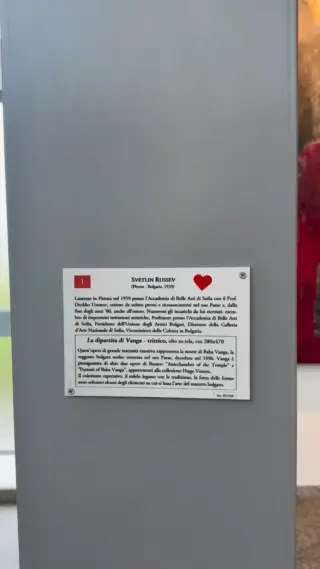 1
SVETLIN RUSSEV
(Pleven - Bulgaria, 1933)
Laureato in Pittura nel 1959 presso l'Accademia di Belle Arti di Sofia con il Prof.
Dechko Uzunov, ottiene da subito premi e riconoscimenti nel suo Paese e, dalla
fine degli anni '60, anche all'estero. Numerosi gli incarichi da lui ricoperti: membro
di importanti istituzioni artistiche, Professore presso l'Accademia di Belle Arti
di Sofia, Presidente dell'Unione degli Artisti Bulgari, Direttore della Galleria
d'Arte Nazionale di Sofia, Viceministro della Cultura in Bulgaria.
La dipartita di Vanga - trittico, olio su tela, cm 280x670
Quest'opera di grande intensità emotiva rappresenta la morte di Baba Vanga, la
veggente bulgara molto venerata nel suo Paese, deceduta nel 1996. Vanga è
protagonista di altre due opere di Russev: "Antechamber of the Temple" e
"Portrait of Baba Vanga", appartenenti alla collezione Hugo Voeten.
Il colorismo espressivo, il solido legame con la tradizione, la forza delle forme
sono soltanto alcuni degli elementi su cui si basa l'arte del maestro bulgaro.